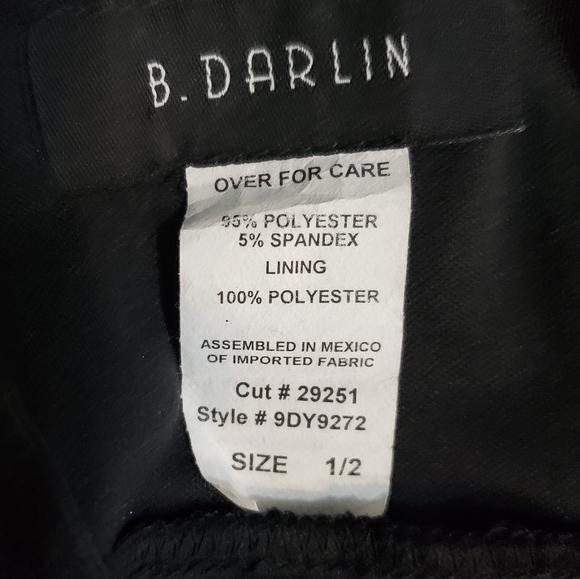 B. DARLIN
OVER FOR CARE
95% POLYESTER
5% SPANDEX
LINING
100% POLYESTER
ASSEMBLED IN MEXICO
OF IMPORTED FABRIC
Cut # 29251
Style # 9DY9272
SIZE 1/2